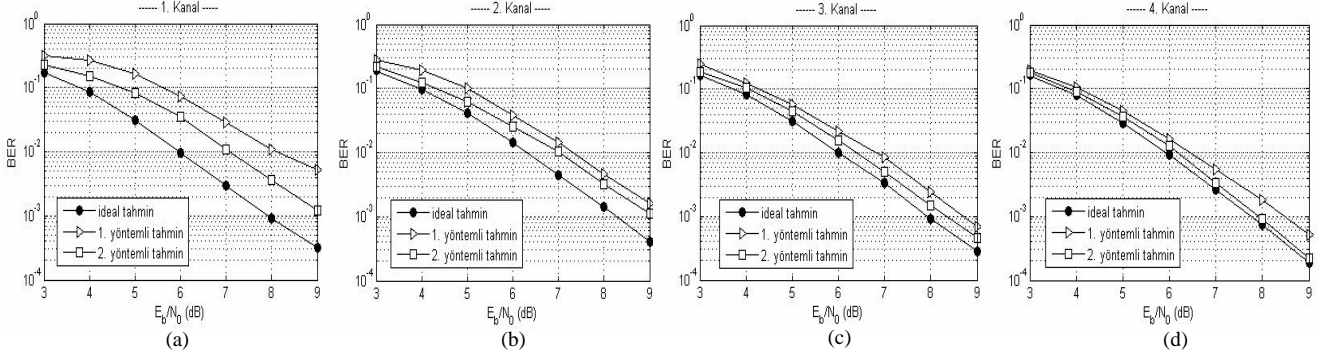 ------ 1. Kanal -----
10^0
10^-1
10^-2
10^-3
10^-4
BER
ideal tahmin
1. yöntemli tahmin
2. yöntemli tahmin
3 4 5 6 7 8 9
E_b/N_0 (dB)
(a)
------ 2. Kanal -----
10^0
10^-1
10^-2
10^-3
10^-4
BER
ideal tahmin
1. yöntemli tahmin
2. yöntemli tahmin
3 4 5 6 7 8 9
E_b/N_0 (dB)
(b)
------ 3. Kanal -----
10^0
10^-1
10^-2
10^-3
10^-4
BER
ideal tahmin
1. yöntemli tahmin
2. yöntemli tahmin
3 4 5 6 7 8 9
E_b/N_0 (dB)
(c)
------ 4. Kanal -----
10^0
10^-1
10^-2
10^-3
10^-4
BER
ideal tahmin
1. yöntemli tahmin
2. yöntemli tahmin
3 4 5 6 7 8 9
E_b/N_0 (dB)
(d)